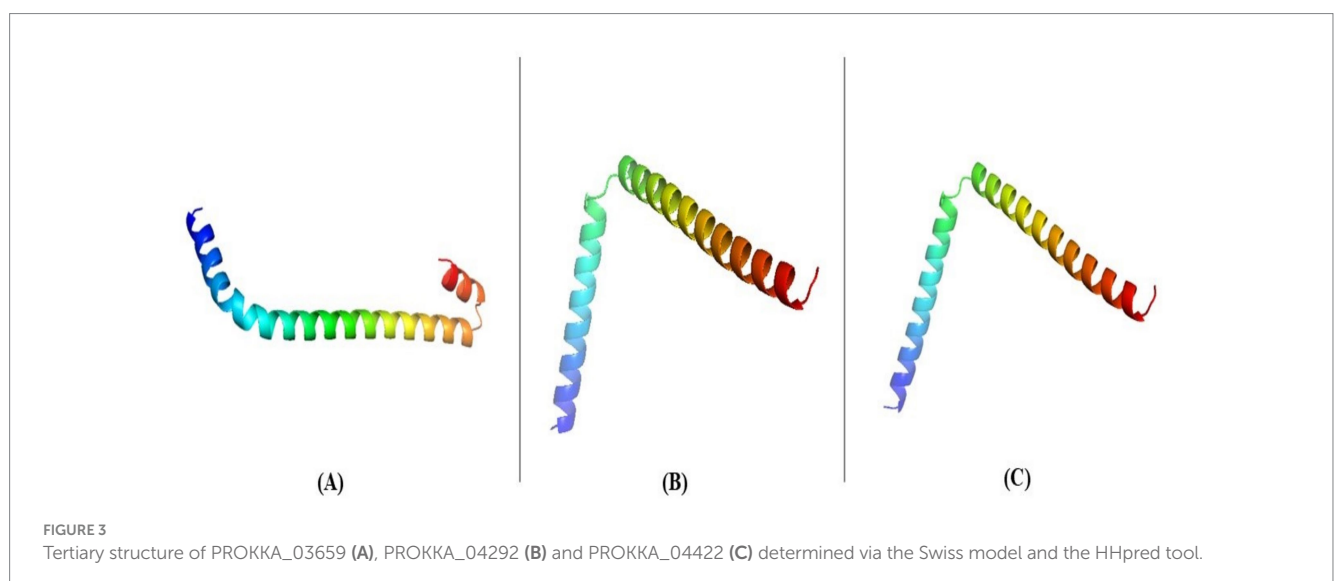 (A)
(B)
(C)
FIGURE 3
Tertiary structure of PROKKA_03659 (A), PROKKA_04292 (B) and PROKKA_04422 (C) determined via the Swiss model and the HHpred tool.